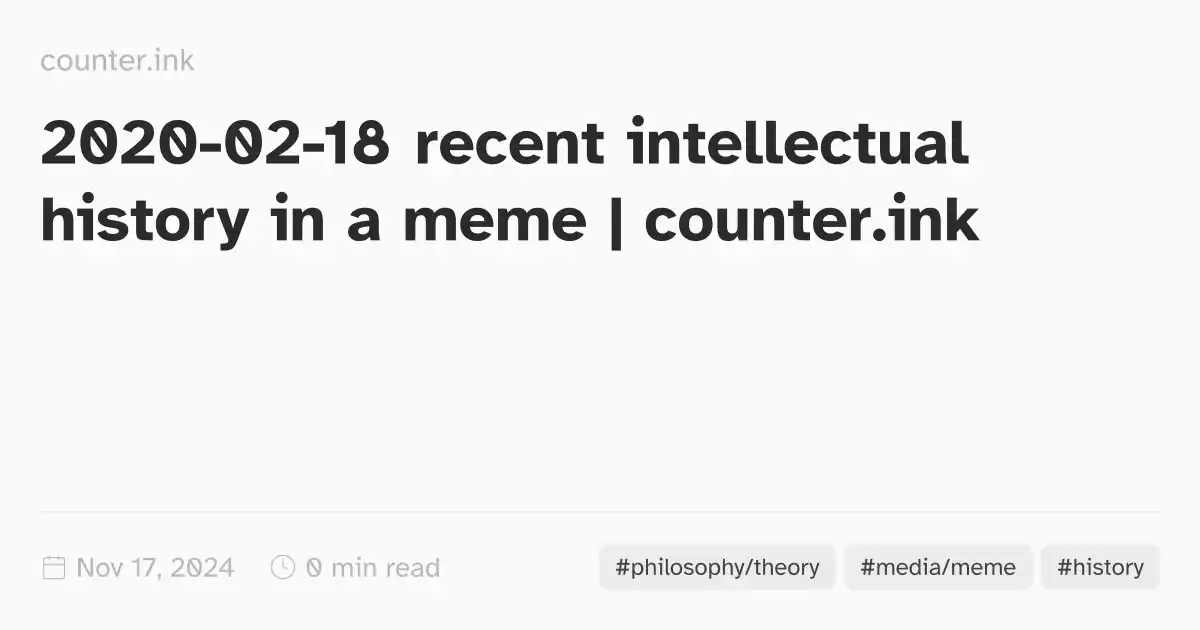 counter.ink
2020-02-18 recent intellectual
history in a meme | counter.ink
Nov 17, 2024 0 min read #philosophy/theory #media/meme #history